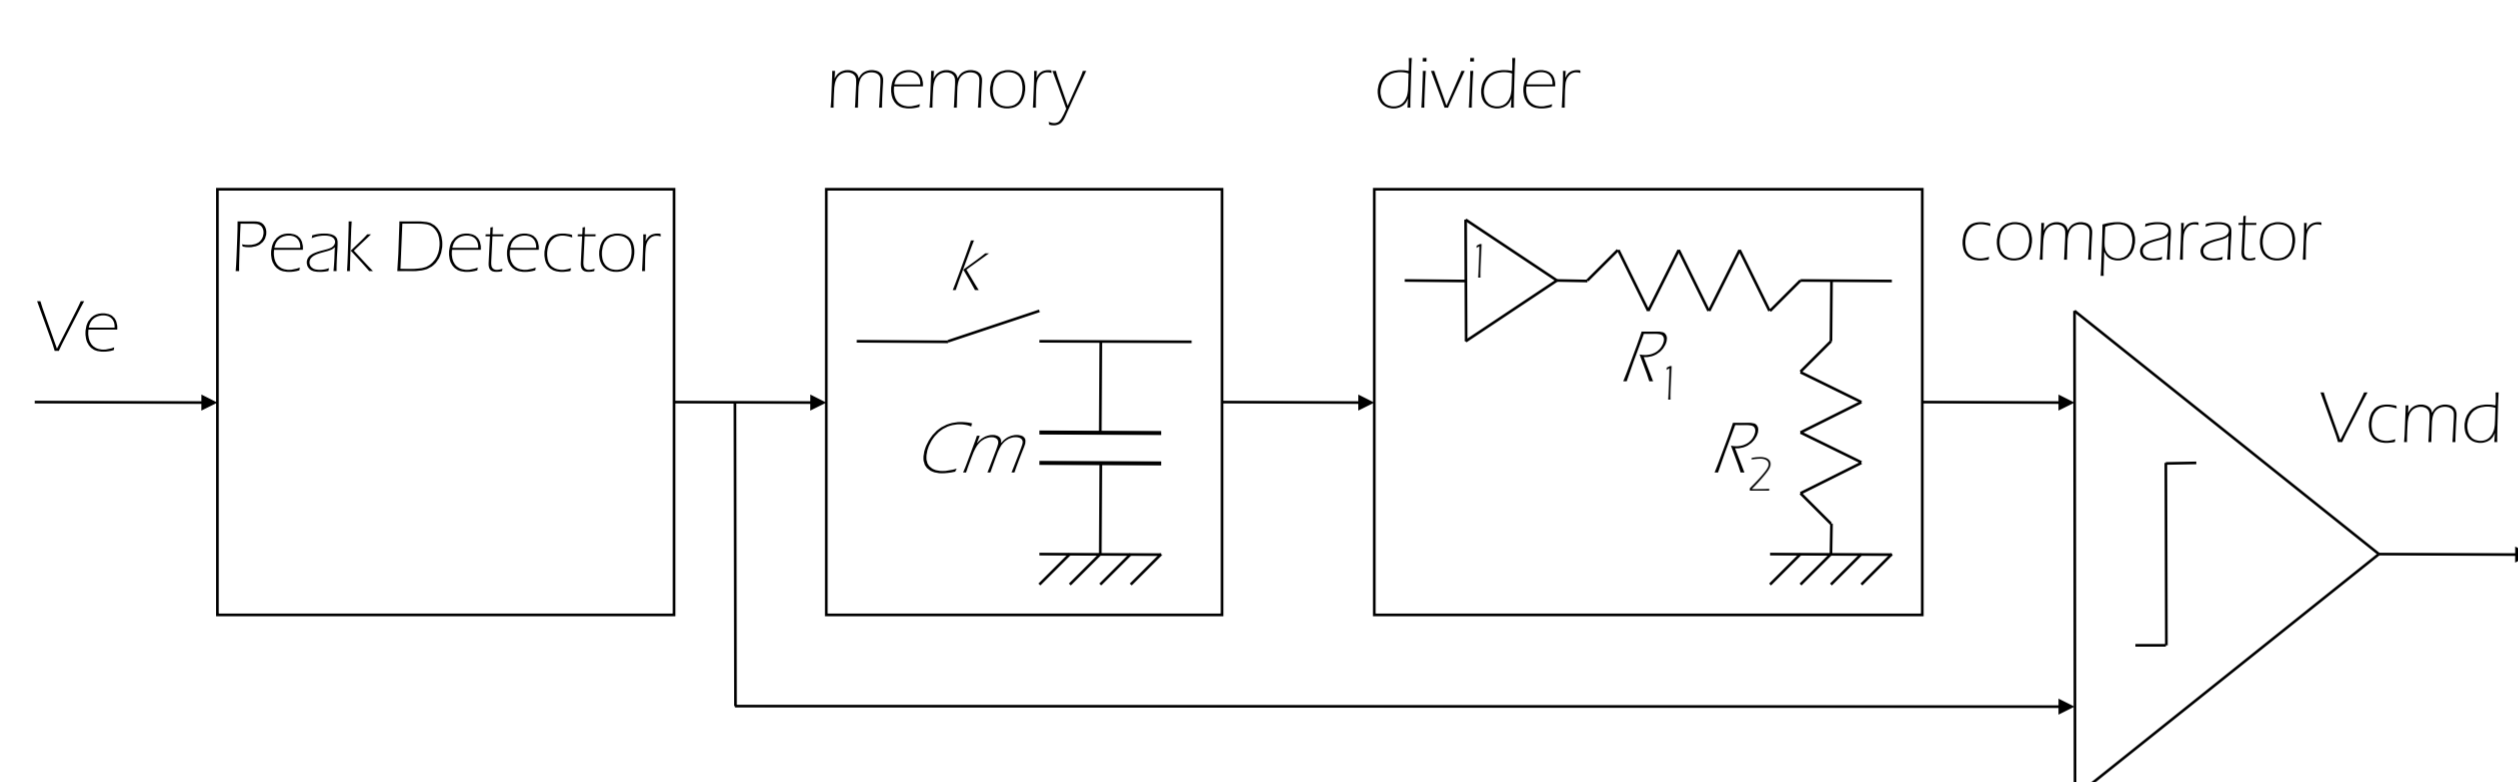 memory
divider
Peak Detector
comparator
k
1
Ve
R1
Vcmd
Cm
R2